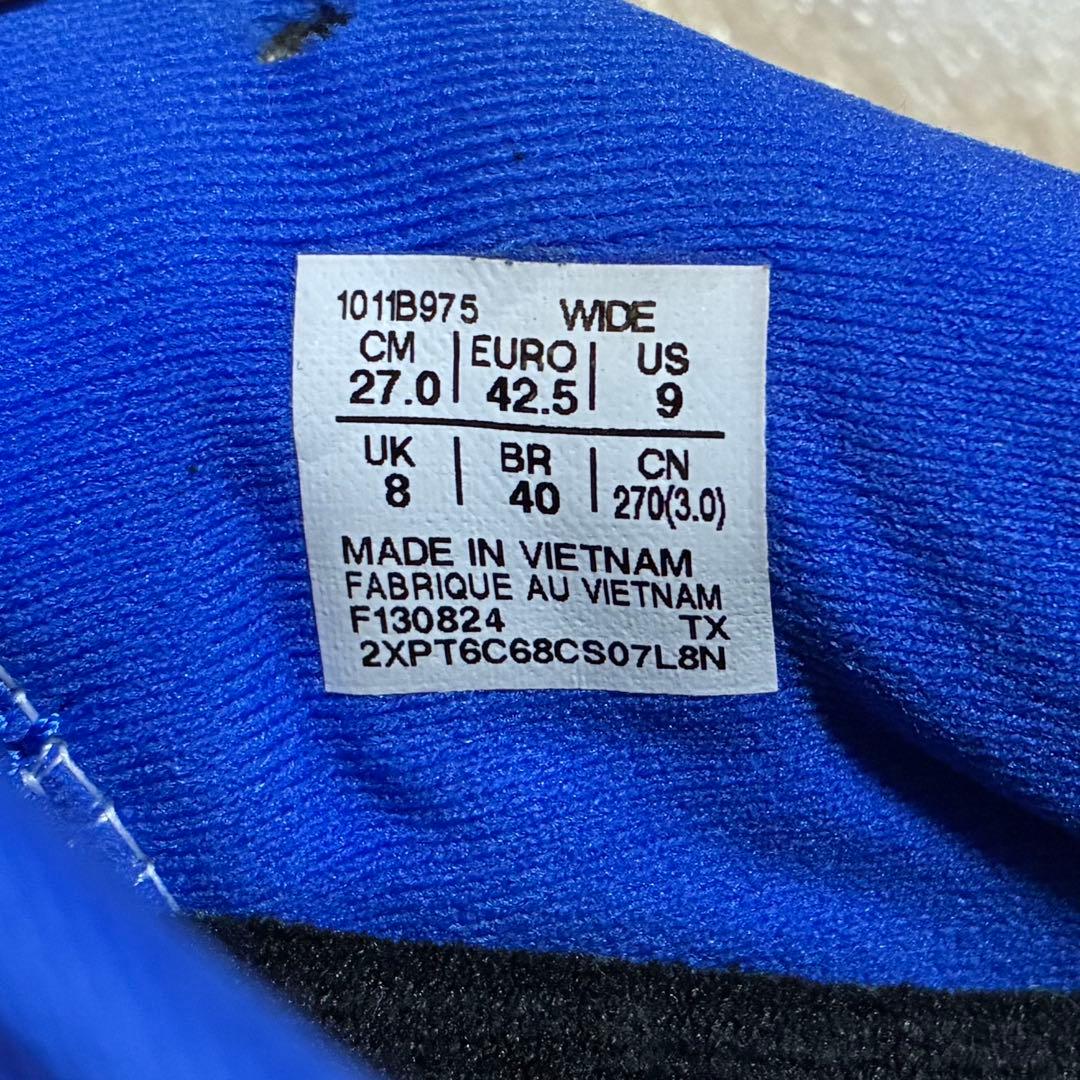 1011B975 WIDE
CM | EURO | US
27.0 | 42.5 | 9
UK | BR | CN
8 | 40 | 270(3.0)
MADE IN VIETNAM
FABRIQUE AU VIETNAM
F130824 TX
2XPT6C68CS07L8N